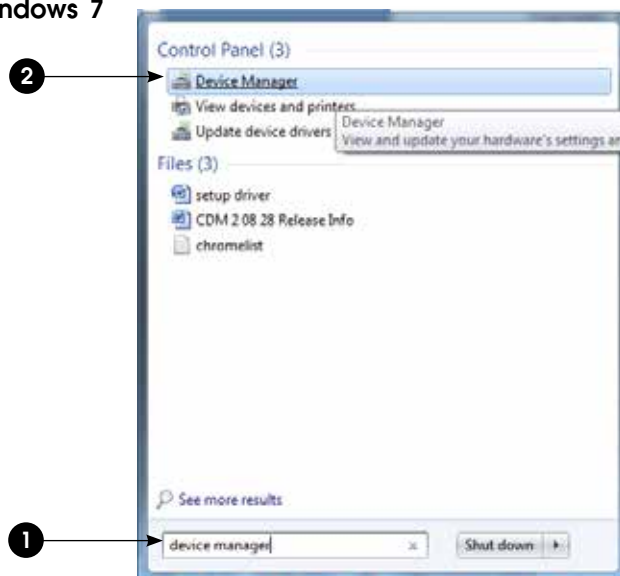 ndows 7
Control Panel (3)
2
Device Manager
View devices and printers
Device Manager
Update device drivers
View and update your hardware's settings
Files (3)
setup driver
CDM 2 08 28 Release Info
chromelist
See more results
1
device manager
x
Shut down